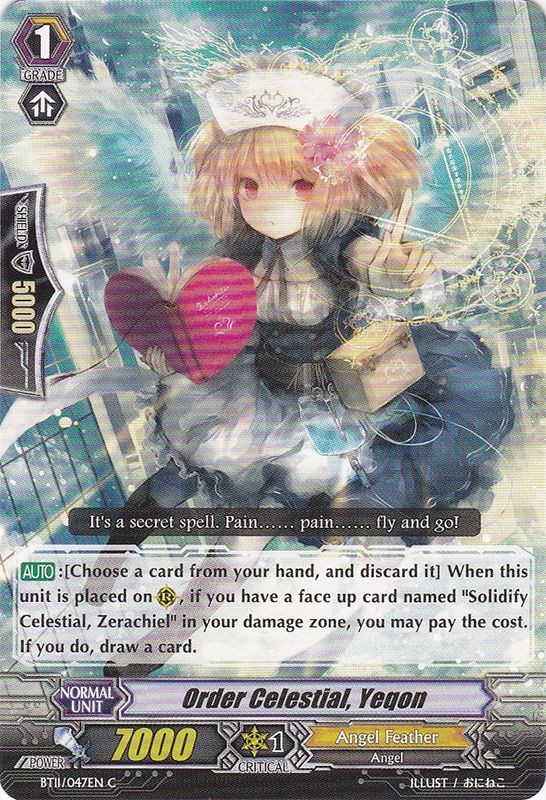 1
GRADE
SHIELD
5000
It's a secret spell. Pain...... pain...... fly and go!
AUTO:[Choose a card from your hand, and discard it] When this
unit is placed on R, if you have a face up card named "Solidify
Celestial, Zerachiel" in your damage zone, you may pay the cost.
If you do, draw a card.
NORMAL
UNIT
Order Celestial, Yeqon
POWER
7000
1
CRITICAL
Angel Feather
Angel
BT11/047EN C
ILLUST / おにねこ